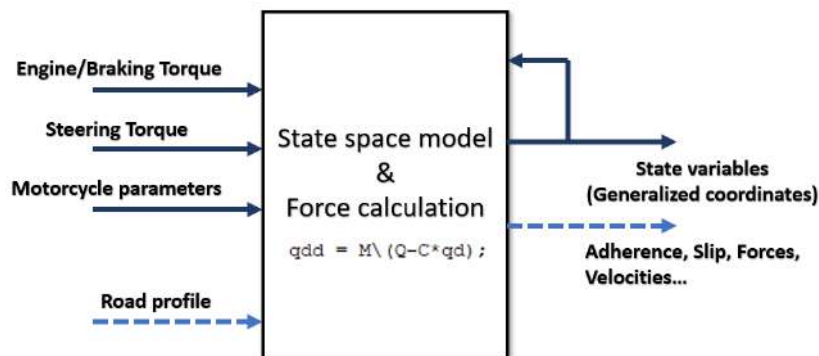 Engine/Braking Torque
Steering Torque
Motorcycle parameters
Road profile
State space model
&
Force calculation
qdd = M\(Q-C*qd);
State variables
(Generalized coordinates)
Adherence, Slip, Forces,
Velocities...